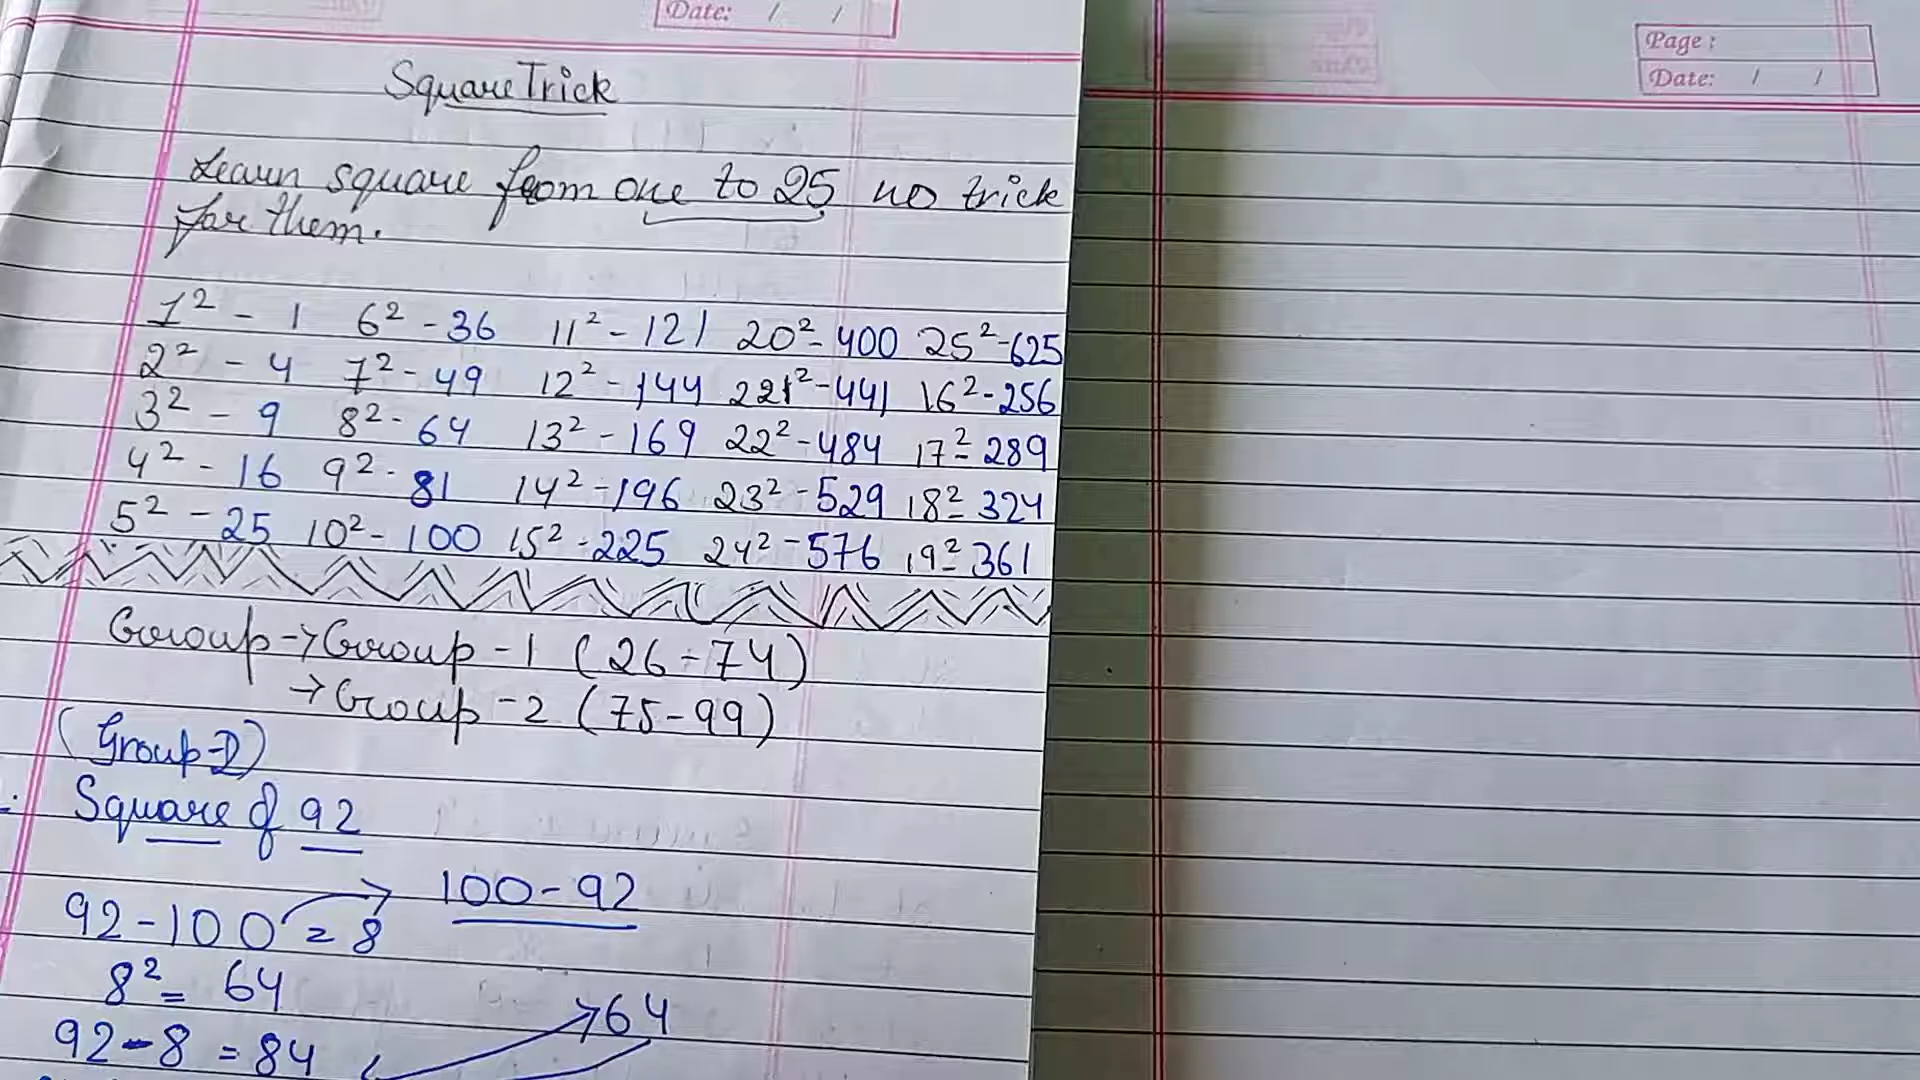 Date: / /
Page :
Date: / /
Square Trick
Learn square from one to 25 no trick
for them.
1² - 1 6² - 36 11² - 121 20² - 400 25² - 625
2² - 4 7² - 49 12² - 144 221² - 441 16² - 256
3² - 9 8² - 64 13² - 169 22² - 484 17² - 289
4² - 16 9² - 81 14² - 196 23² - 529 18² - 324
5² - 25 10² - 100 15² - 225 24² - 576 19² - 361
Group → Group - 1 (26 - 74)
→ Group - 2 (75 - 99)
(Group-2)
Square of 92
92 - 100 = 8 100 - 92
8² = 64
92 - 8 = 84 64